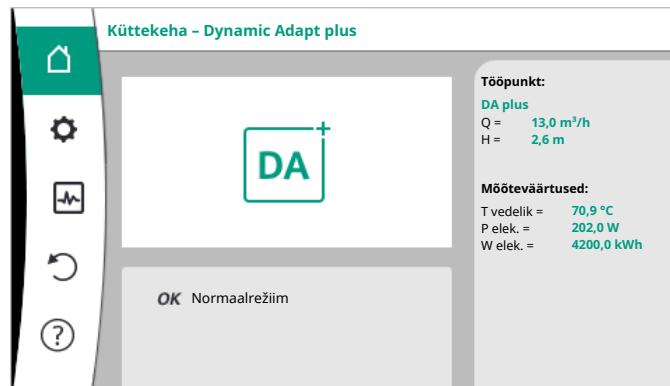 Küttekeha – Dynamic Adapt plus
DA+
OK Normaalrežiim
Tööpunkt:
DA plus
Q = 13,0 m³/h
H = 2,6 m
Mõõteväärtused:
T vedelik = 70,9 °C
P elek. = 202,0 W
W elek. = 4200,0 kWh
?